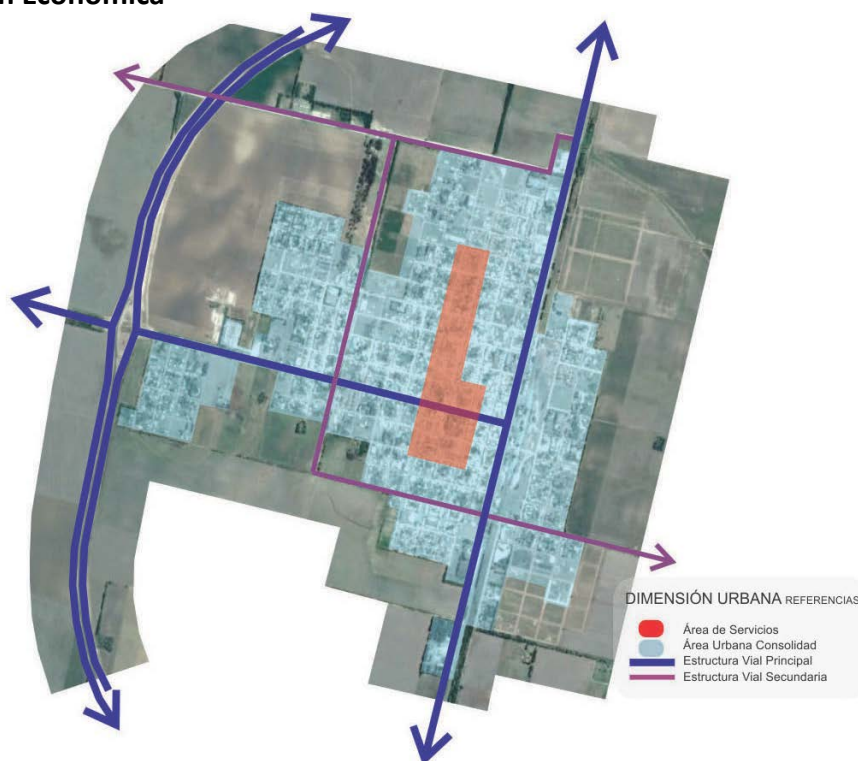 n Económica
DIMENSIÓN URBANA REFERENCIAS
Área de Servicios
Área Urbana Consolidad
Estructura Vial Principal
Estructura Vial Secundaria